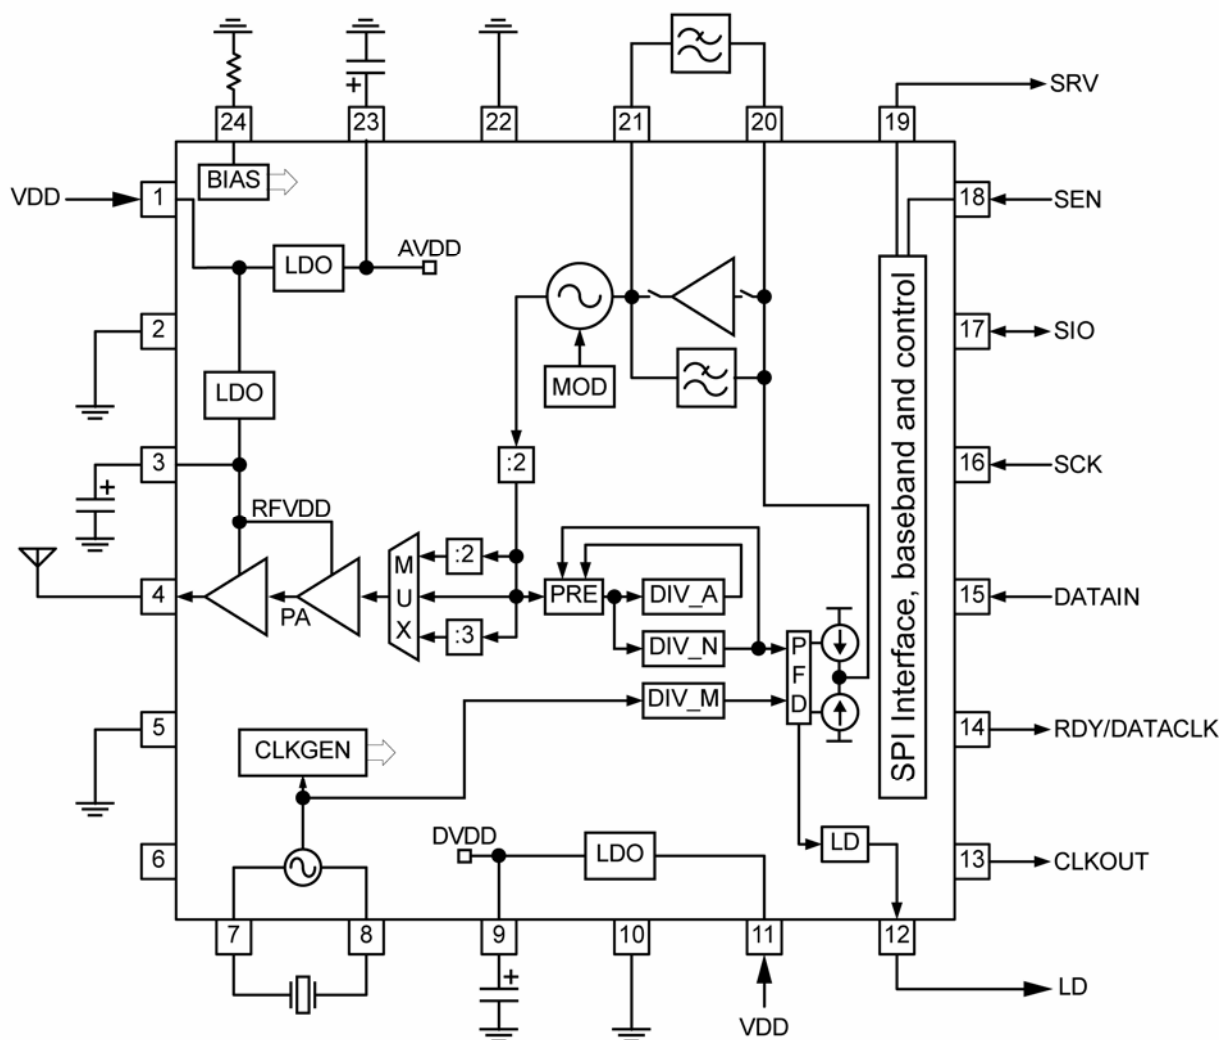 24
23
22
21
20
19
SRV
VDD
1
BIAS
18
SEN
LDO
AVDD
2
17
SIO
LDO
MOD
SPI Interface, baseband and control
3
:2
16
SCK
RFVDD
4
PA
MUX
:2
:3
PRE
DIV_A
DIV_N
DIV_M
PFD
15
DATAIN
5
14
RDY/DATACLK
CLKGEN
6
DVDD
LDO
LD
13
CLKOUT
7
8
9
10
11
12
LD
VDD